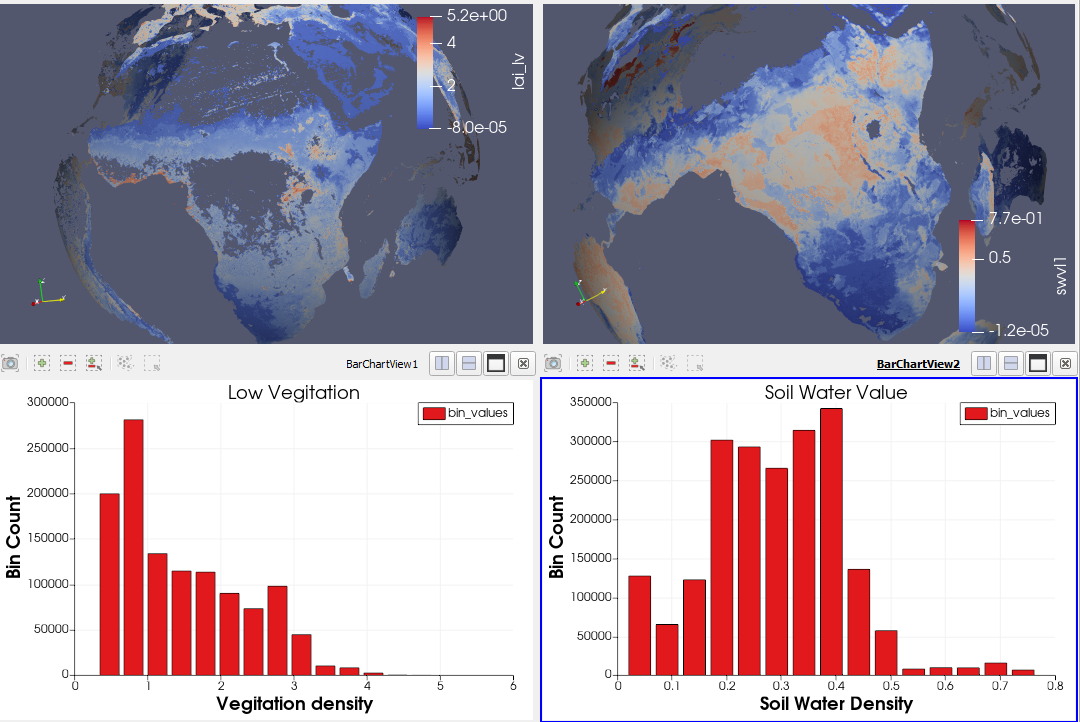 5.2e+00
4
2
-8.0e-05
lai_lv
7.7e-01
0.5
-1.2e-05
swvl1
BarChartView1
BarChartView2
Low Vegitation
bin_values
300000
250000
200000
150000
100000
50000
0
Bin Count
0 1 2 3 4 5 6
Vegitation density
Soil Water Value
bin_values
350000
300000
250000
200000
150000
100000
50000
0
Bin Count
0 0.1 0.2 0.3 0.4 0.5 0.6 0.7 0.8
Soil Water Density